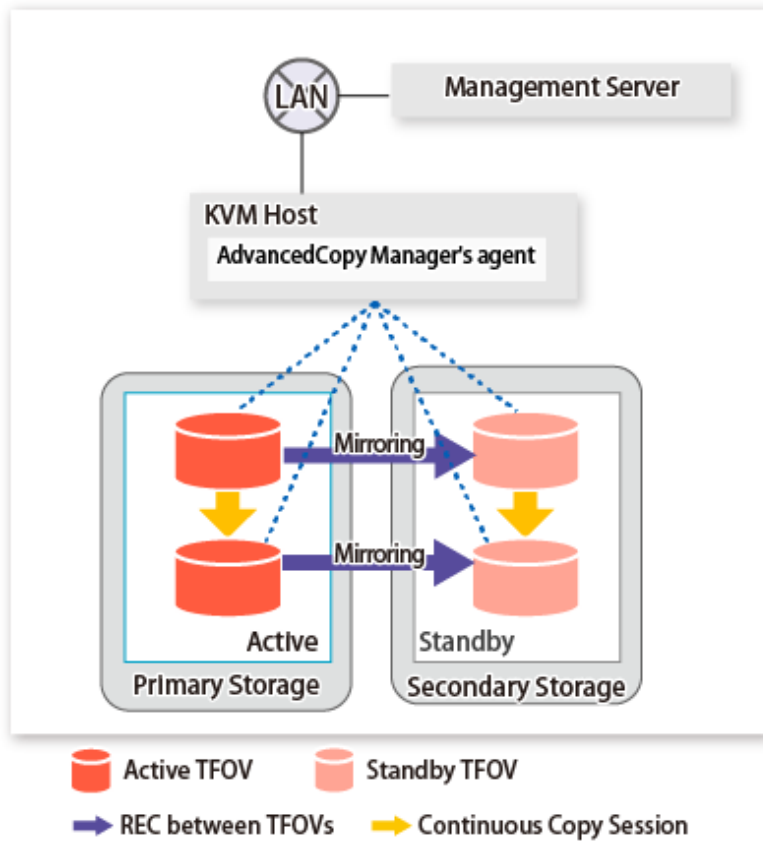 LAN
Management Server
KVM Host
AdvancedCopy Manager's agent
Mirroring
Mirroring
Active
Standby
Primary Storage
Secondary Storage
Active TFOV
Standby TFOV
REC between TFOVs
Continuous Copy Session